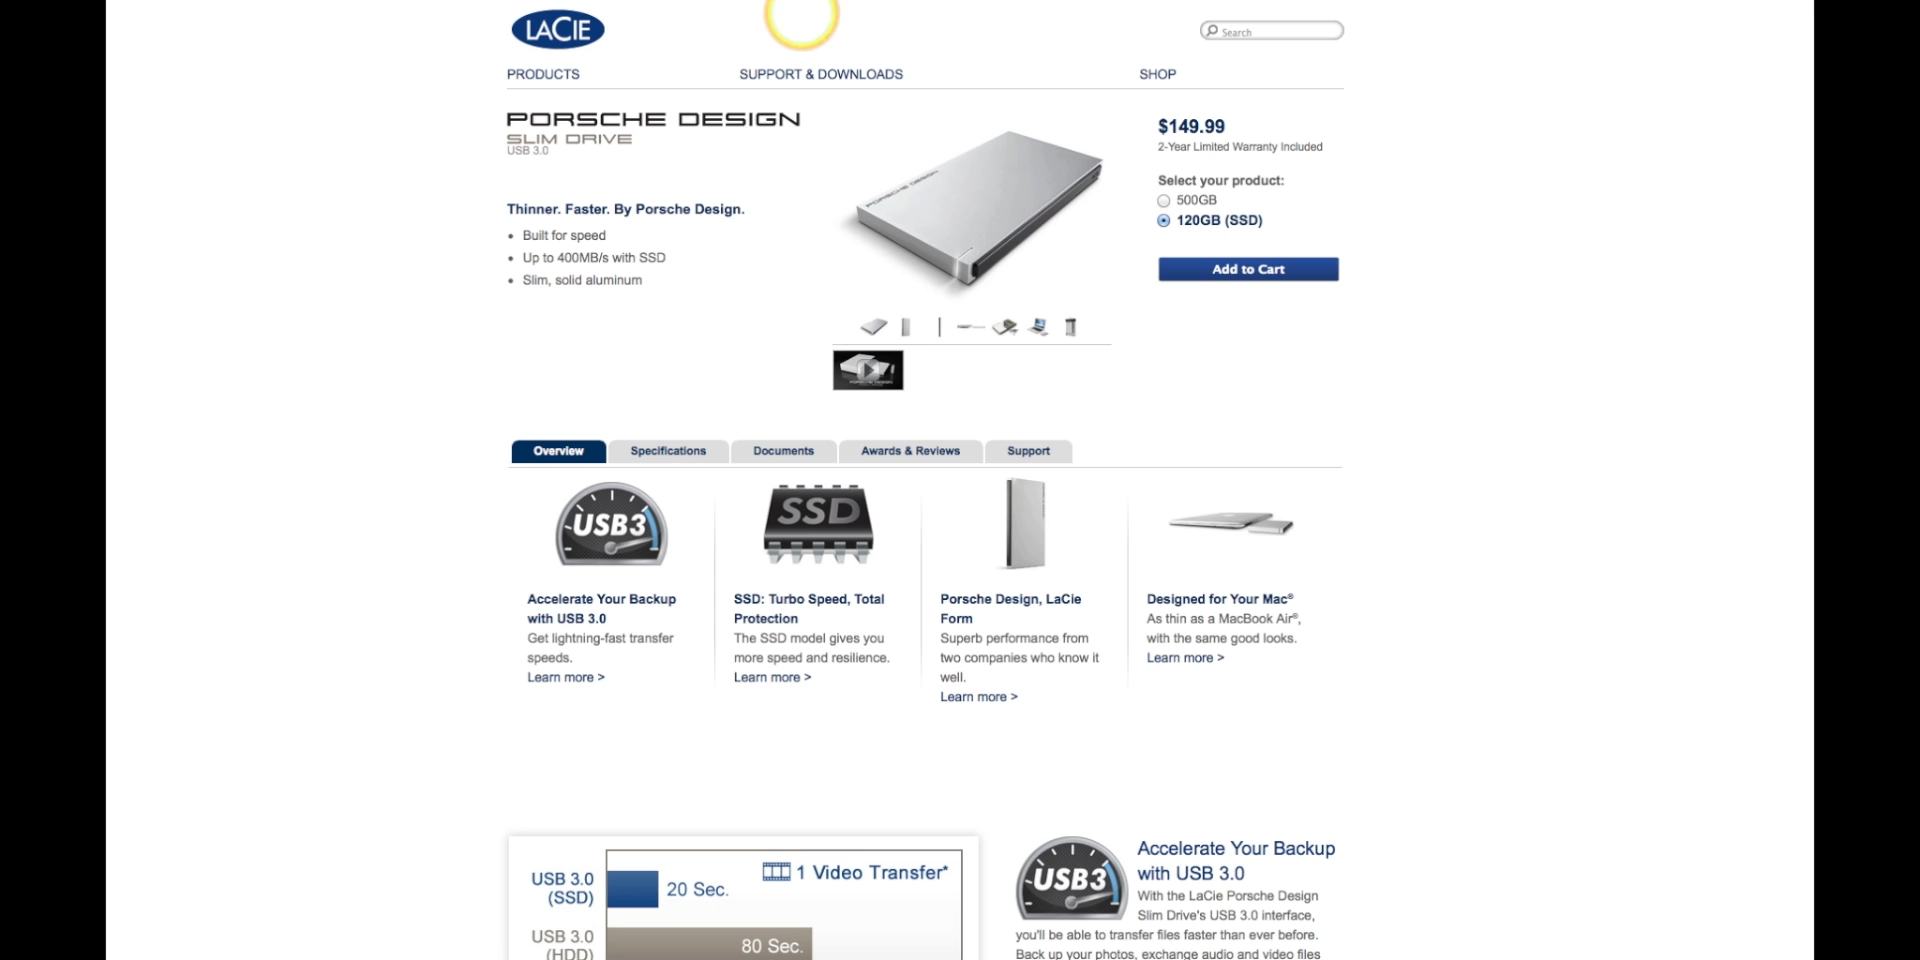 LACIE
Search
PRODUCTS
SUPPORT & DOWNLOADS
SHOP
PORSCHE DESIGN
SLIM DRIVE
USB 3.0
Thinner. Faster. By Porsche Design.
• Built for speed
• Up to 400MB/s with SSD
• Slim, solid aluminum
PORSCHE DESIGN
$149.99
2-Year Limited Warranty Included
Select your product:
500GB
120GB (SSD)
Add to Cart
PORSCHE DESIGN
Overview
Specifications
Documents
Awards & Reviews
Support
USB3
SSD
Accelerate Your Backup
with USB 3.0
Get lightning-fast transfer
speeds.
Learn more >
SSD: Turbo Speed, Total
Protection
The SSD model gives you
more speed and resilience.
Learn more >
Porsche Design, LaCie
Form
Superb performance from
two companies who know it
well.
Learn more >
Designed for Your Mac®
As thin as a MacBook Air®,
with the same good looks.
Learn more >
1 Video Transfer*
USB 3.0
(SSD)
20 Sec.
USB 3.0
(HDD)
80 Sec.
USB3
Accelerate Your Backup
with USB 3.0
With the LaCie Porsche Design
Slim Drive's USB 3.0 interface,
you'll be able to transfer files faster than ever before.
Back up your photos, exchange audio and video files